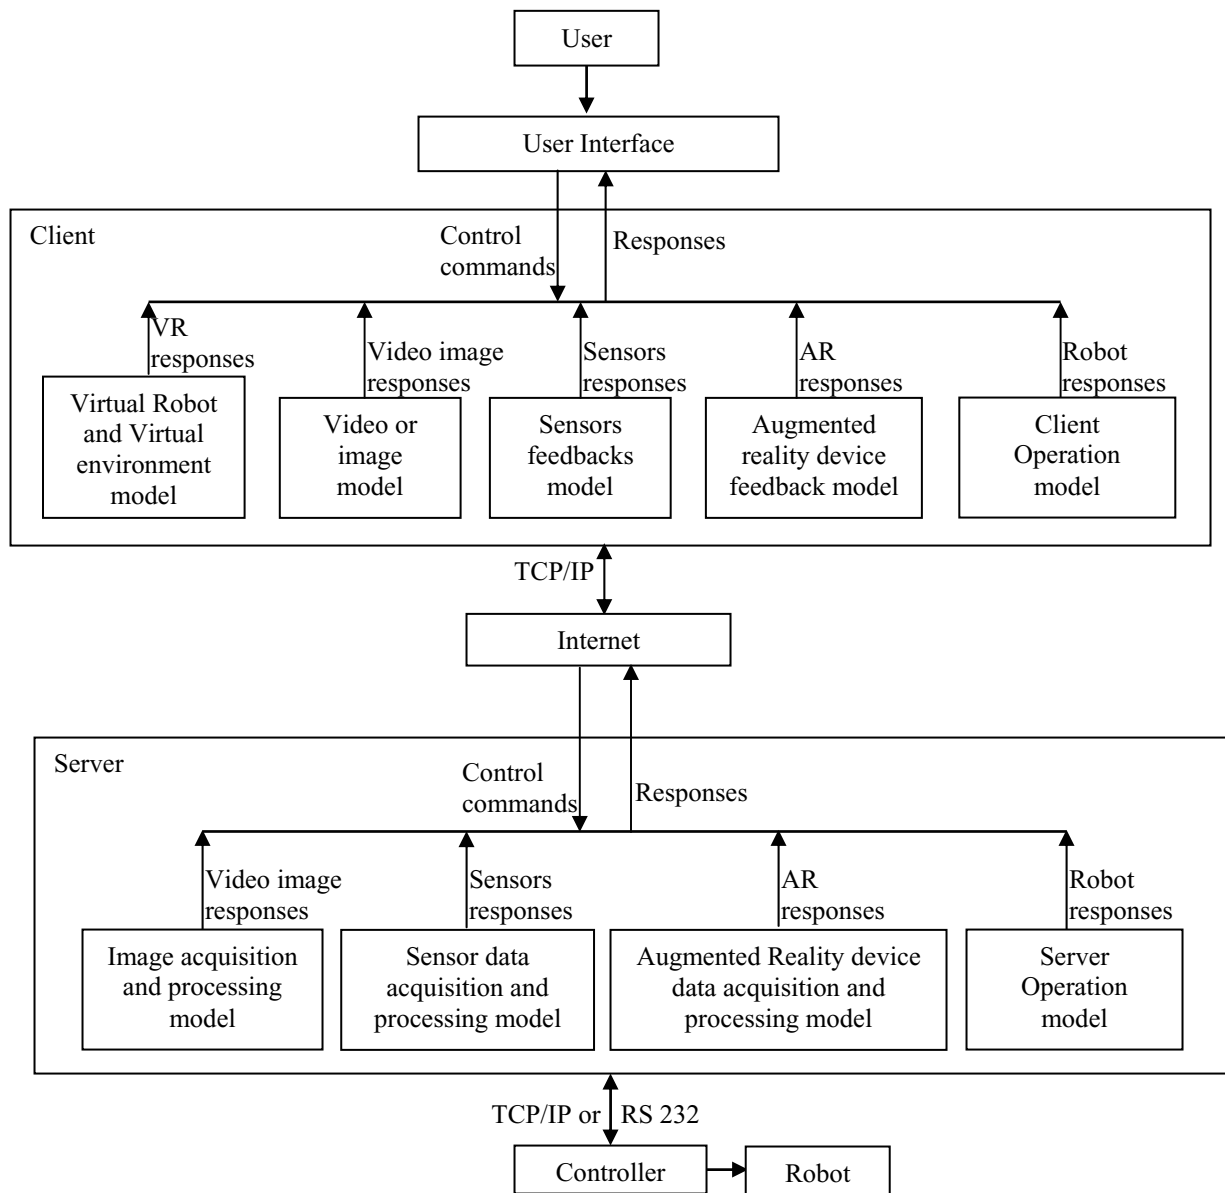 User
User Interface
Client
Control
commands
Responses
VR
responses
Video image
responses
Sensors
responses
AR
responses
Robot
responses
Virtual Robot
and Virtual
environment
model
Video or
image
model
Sensors
feedbacks
model
Augmented
reality device
feedback model
Client
Operation
model
TCP/IP
Internet
Server
Control
commands
Responses
Video image
responses
Sensors
responses
AR
responses
Robot
responses
Image acquisition
and processing
model
Sensor data
acquisition and
processing model
Augmented Reality device
data acquisition and
processing model
Server
Operation
model
TCP/IP or RS 232
Controller
Robot